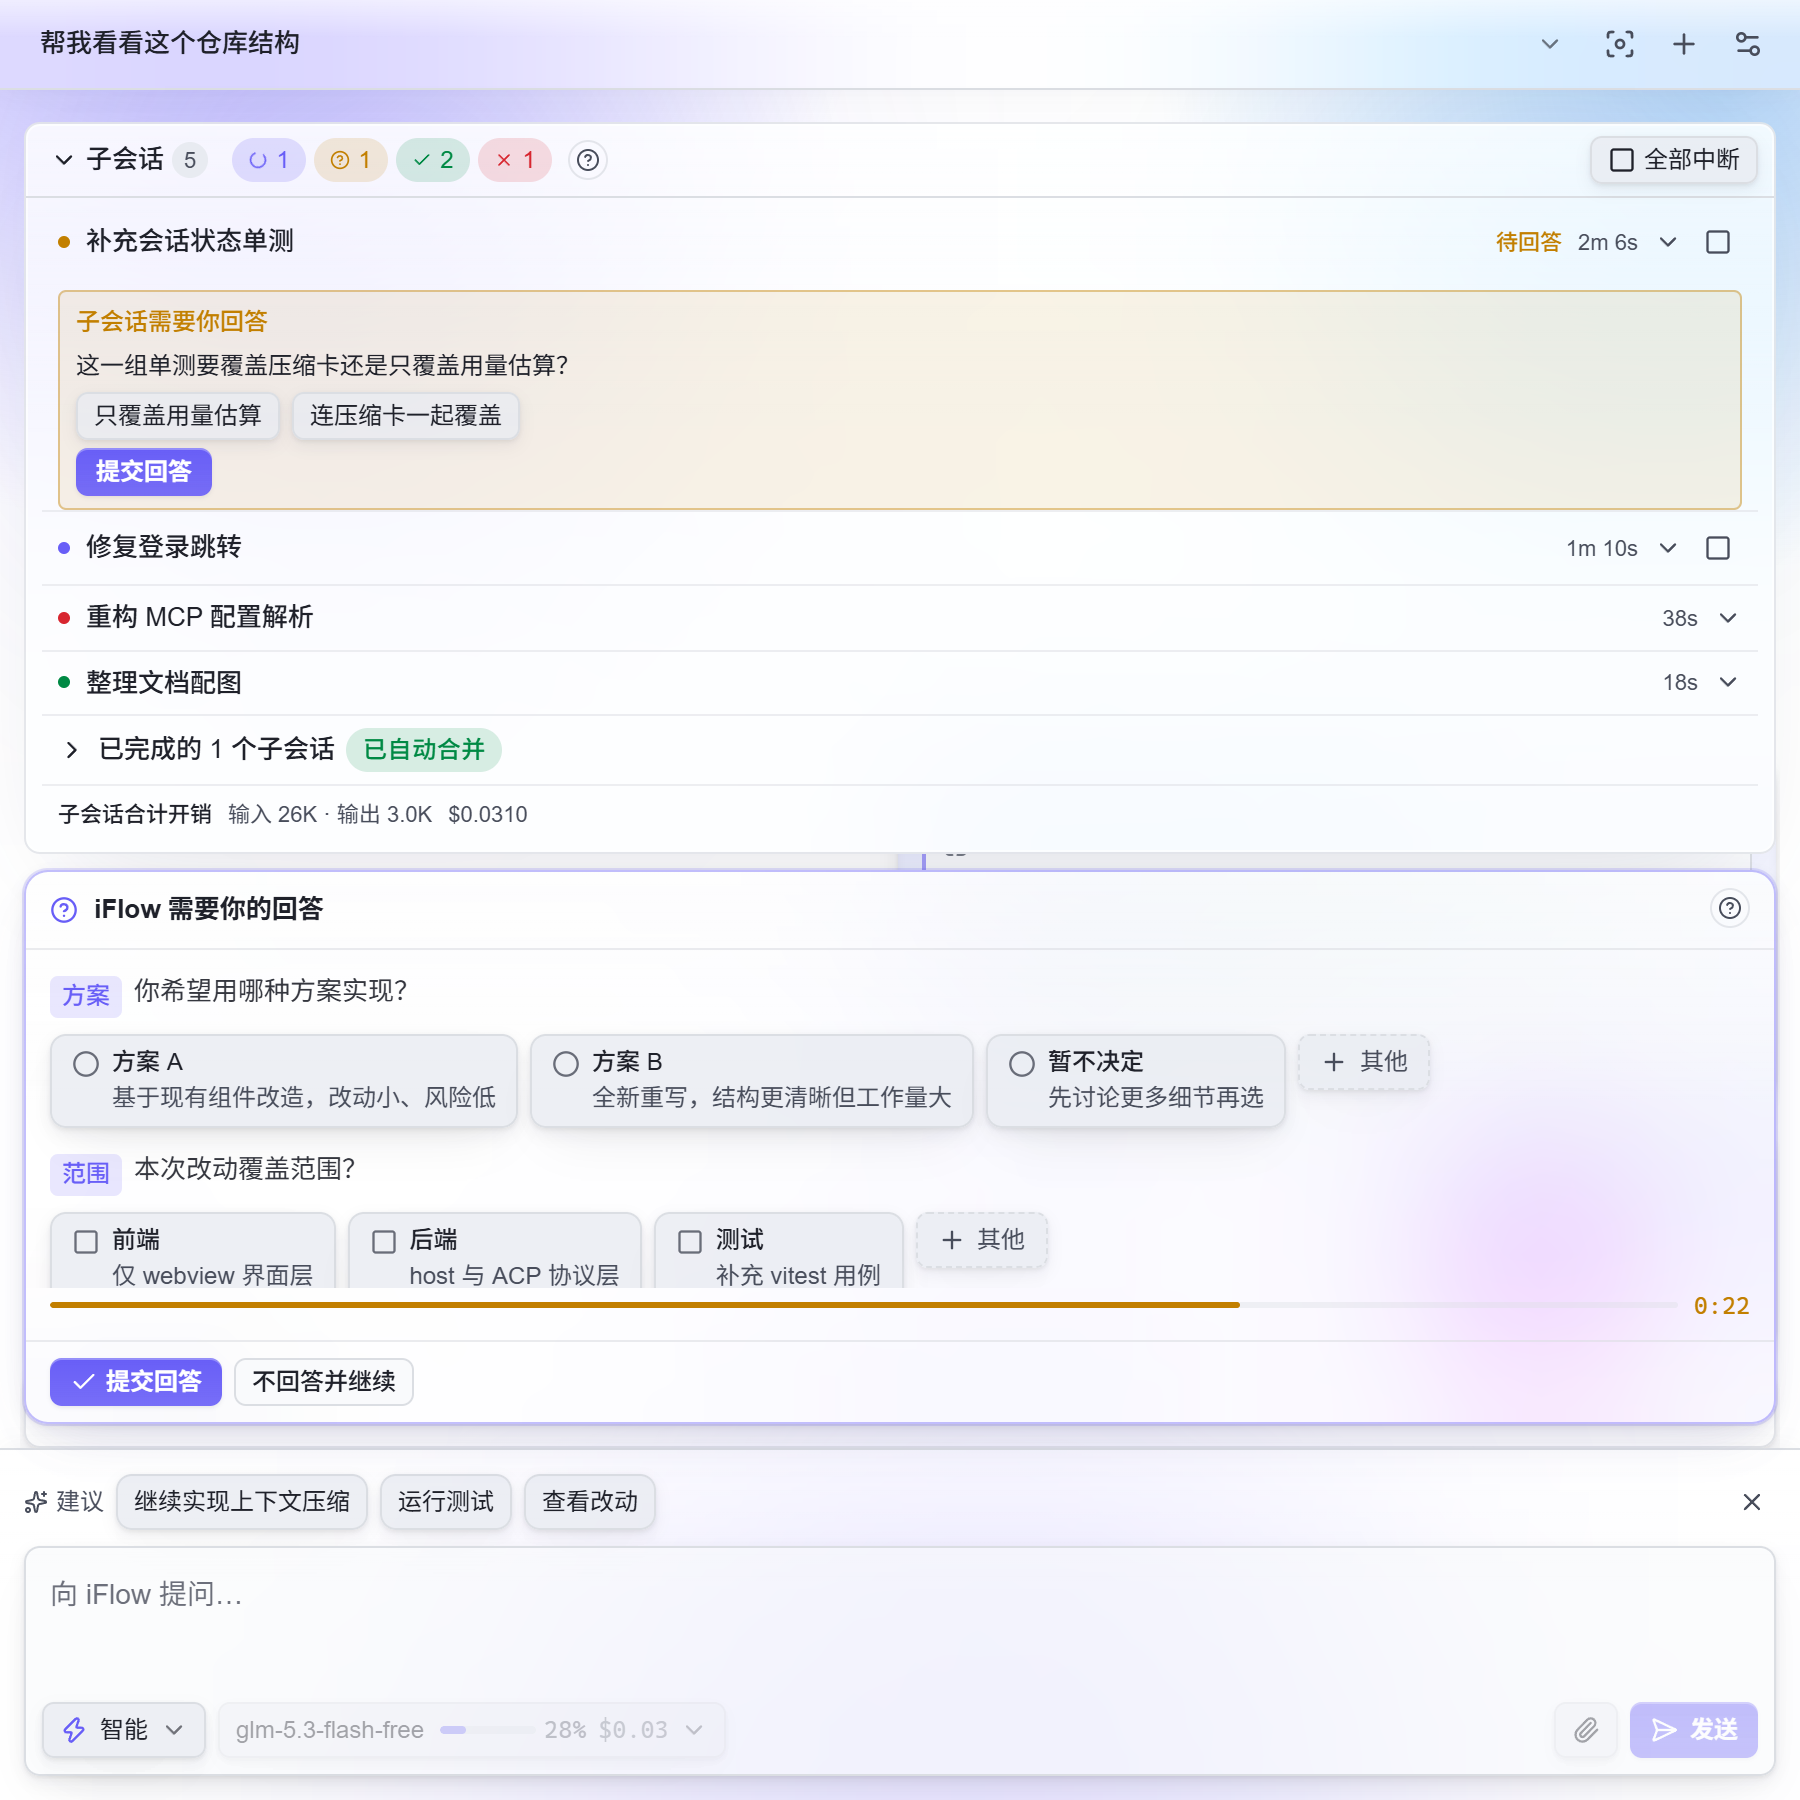 帮我看看这个仓库结构
子会话 5 1 1 2 1 全部中断
补充会话状态单测 待回答 2m 6s
子会话需要你回答
这一组单测要覆盖压缩卡还是只覆盖用量估算？
只覆盖用量估算 连压缩卡一起覆盖
提交回答
修复登录跳转 1m 10s
重构 MCP 配置解析 38s
整理文档配图 18s
已完成的 1 个子会话 已自动合并
子会话合计开销 输入 26K · 输出 3.0K $0.0310
iFlow 需要你的回答
方案 你希望用哪种方案实现？
方案 A 方案 B 暂不决定 其他
基于现有组件改造，改动小、风险低 全新重写，结构更清晰但工作量大 先讨论更多细节再选
范围 本次改动覆盖范围？
前端 后端 测试 其他
仅 webview 界面层 host 与 ACP 协议层 补充 vitest 用例
0:22
提交回答 不回答并继续
建议 继续实现上下文压缩 运行测试 查看改动
向 iFlow 提问…
智能 glm-5.3-flash-free 28% $0.03 发送